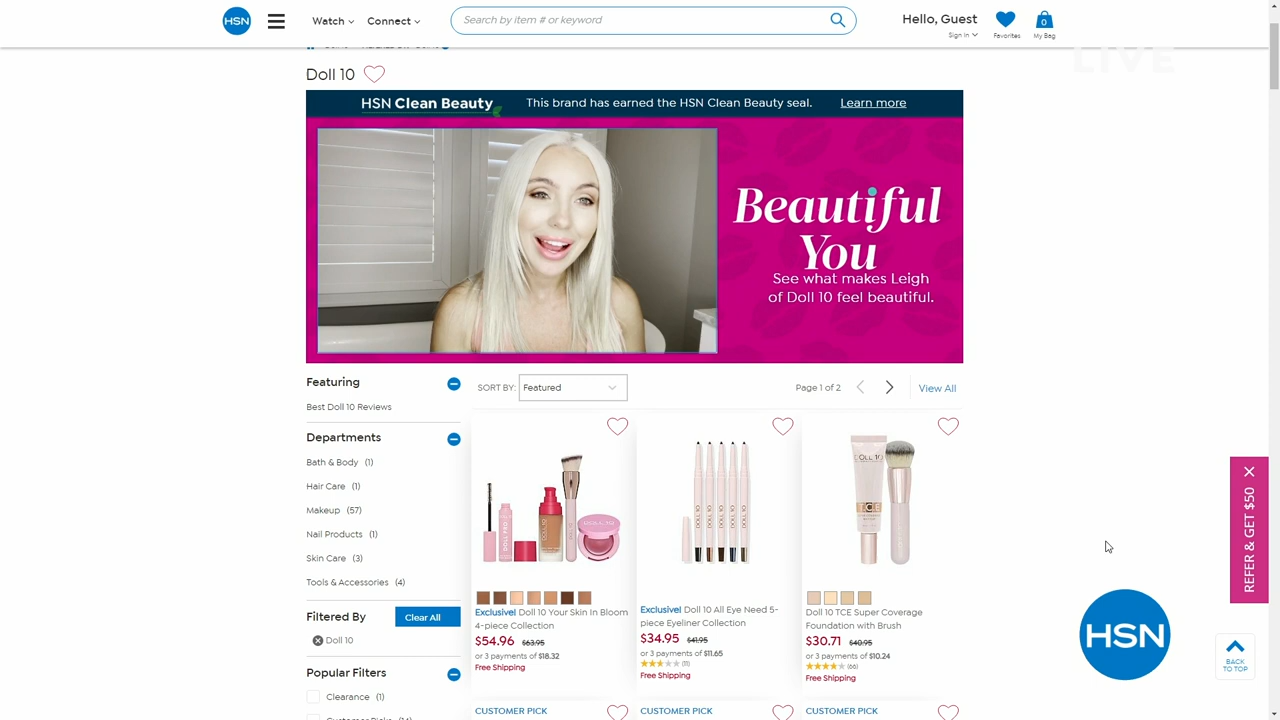 HSN
Watch
Connect
Search by item # or keyword
Hello, Guest
Sign In
Favorites
0
My Bag
LIVE
Doll 10
HSN Clean Beauty
This brand has earned the HSN Clean Beauty seal.
Learn more
Beautiful
You
See what makes Leigh
of Doll 10 feel beautiful.
Featuring
Best Doll 10 Reviews
Departments
Bath & Body (1)
Hair Care (1)
Makeup (57)
Nail Products (1)
Skin Care (3)
Tools & Accessories (4)
Filtered By
Clear All
Doll 10
Popular Filters
Clearance (1)
SORT BY:
Featured
Page 1 of 2
View All
DOLL 10
TCE
Exclusive! Doll 10 Your Skin In Bloom
4-piece Collection
$54.96 $63.95
or 3 payments of $18.32
Free Shipping
Exclusive! Doll 10 All Eye Need 5-
piece Eyeliner Collection
$34.95 $41.95
or 3 payments of $11.65
(11)
Free Shipping
Doll 10 TCE Super Coverage
Foundation with Brush
$30.71 $40.95
or 3 payments of $10.24
(66)
Free Shipping
CUSTOMER PICK
CUSTOMER PICK
CUSTOMER PICK
REFER & GET $50
HSN
BACK
TO TOP